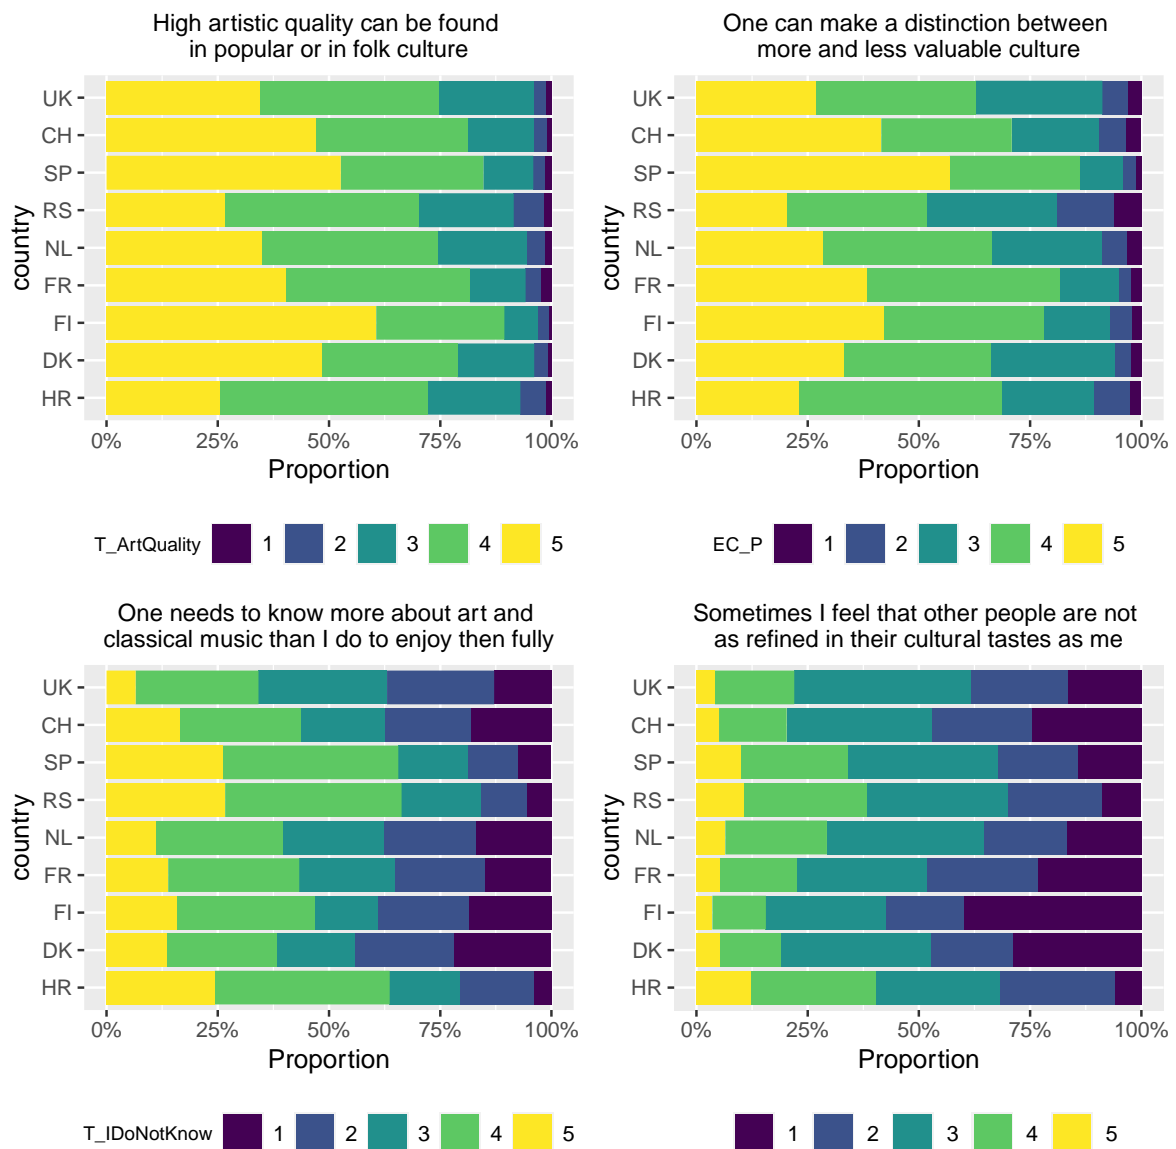 High artistic quality can be found
in popular or in folk culture
UK
CH
SP
RS
NL
FR
FI
DK
HR
country
0% 25% 50% 75% 100%
Proportion
T_ArtQuality 1 2 3 4 5
One can make a distinction between
more and less valuable culture
UK
CH
SP
RS
NL
FR
FI
DK
HR
country
0% 25% 50% 75% 100%
Proportion
EC_P 1 2 3 4 5
One needs to know more about art and
classical music than I do to enjoy then fully
UK
CH
SP
RS
NL
FR
FI
DK
HR
country
0% 25% 50% 75% 100%
Proportion
T_IDoNotKnow 1 2 3 4 5
Sometimes I feel that other people are not
as refined in their cultural tastes as me
UK
CH
SP
RS
NL
FR
FI
DK
HR
country
0% 25% 50% 75% 100%
Proportion
1 2 3 4 5